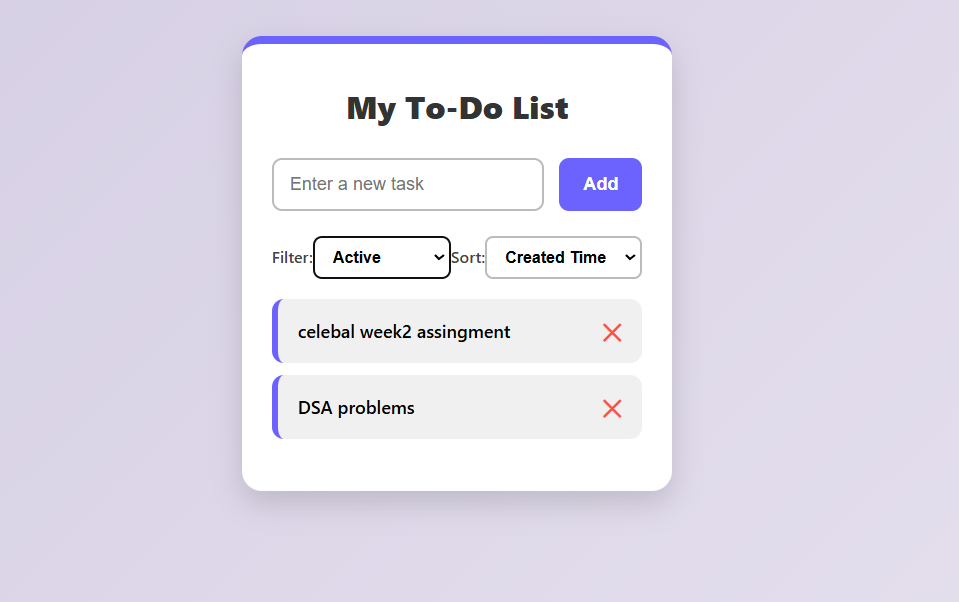 My To-Do List
Enter a new task Add
Filter: Active Sort: Created Time
celebal week2 assingment
DSA problems